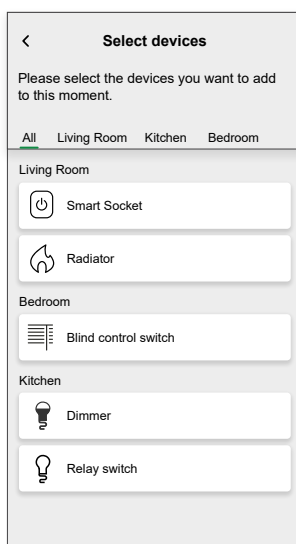 Select devices
Please select the devices you want to add
to this moment.
All Living Room Kitchen Bedroom
Living Room
Smart Socket
Radiator
Bedroom
Blind control switch
Kitchen
Dimmer
Relay switch